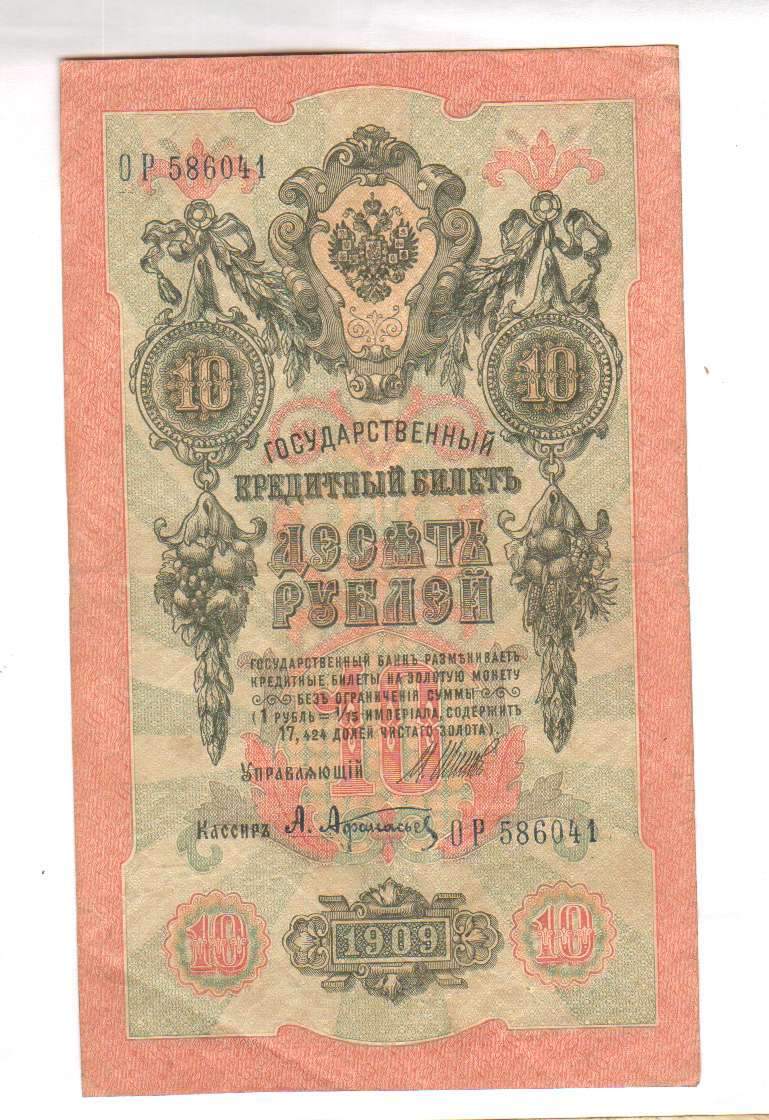 ОР 586041
10 10
ГОСУДАРСТВЕННЫЙ
КРЕДИТНЫЙ БИЛЕТЪ
ДЕСЯТЬ
РУБЛЕЙ
10
ГОСУДАРСТВЕННЫЙ БАНКЪ РАЗМѢНИВАЕТЪ
КРЕДИТНЫЕ БИЛЕТЫ НА ЗОЛОТУЮ МОНЕТУ
БЕЗЪ ОГРАНИЧЕНІЯ СУММЫ
(1 РУБЛЬ = 1/15 ИМПЕРІАЛА, СОДЕРЖИТЪ
17,424 ДОЛЕЙ ЧИСТАГО ЗОЛОТА).
УПРАВЛЯЮЩІЙ
КАССИРЪ А. Афанасьев ОР 586041
10 1909 10